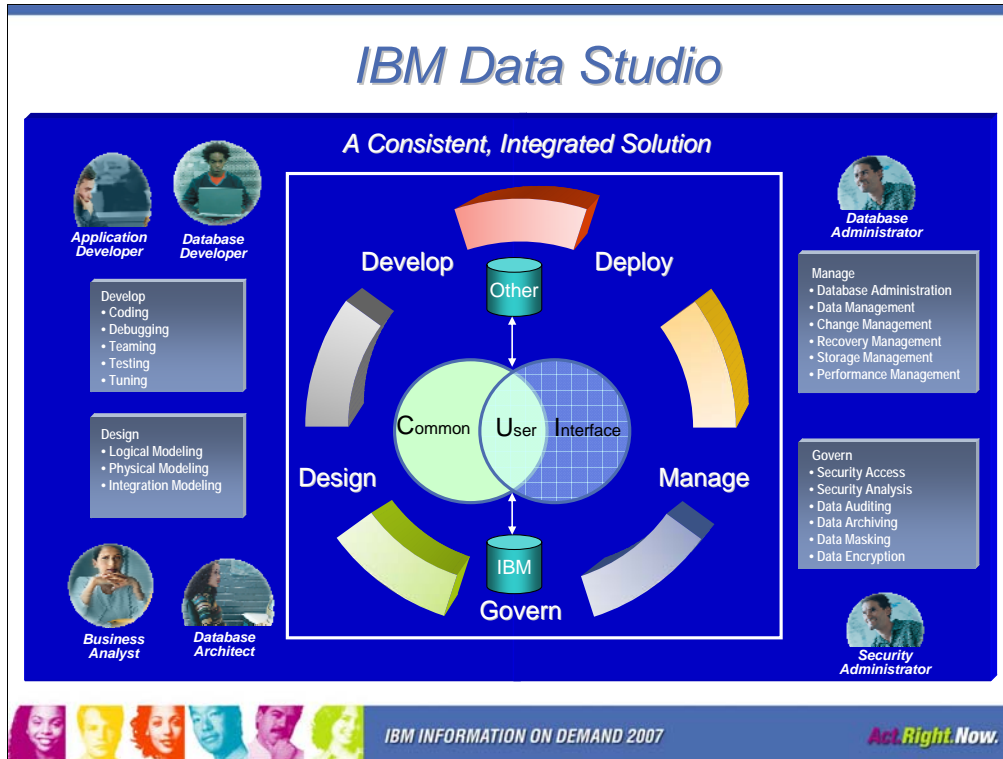 IBM Data Studio
A Consistent, Integrated Solution
Application
Developer
Database
Developer
Develop
• Coding
• Debugging
• Teaming
• Testing
• Tuning
Design
• Logical Modeling
• Physical Modeling
• Integration Modeling
Business
Analyst
Database
Architect
Develop
Deploy
Other
Common
User
Interface
Design
Manage
IBM
Govern
Database
Administrator
Manage
• Database Administration
• Data Management
• Change Management
• Recovery Management
• Storage Management
• Performance Management
Govern
• Security Access
• Security Analysis
• Data Auditing
• Data Archiving
• Data Masking
• Data Encryption
Security
Administrator
IBM INFORMATION ON DEMAND 2007
Act.Right.Now.